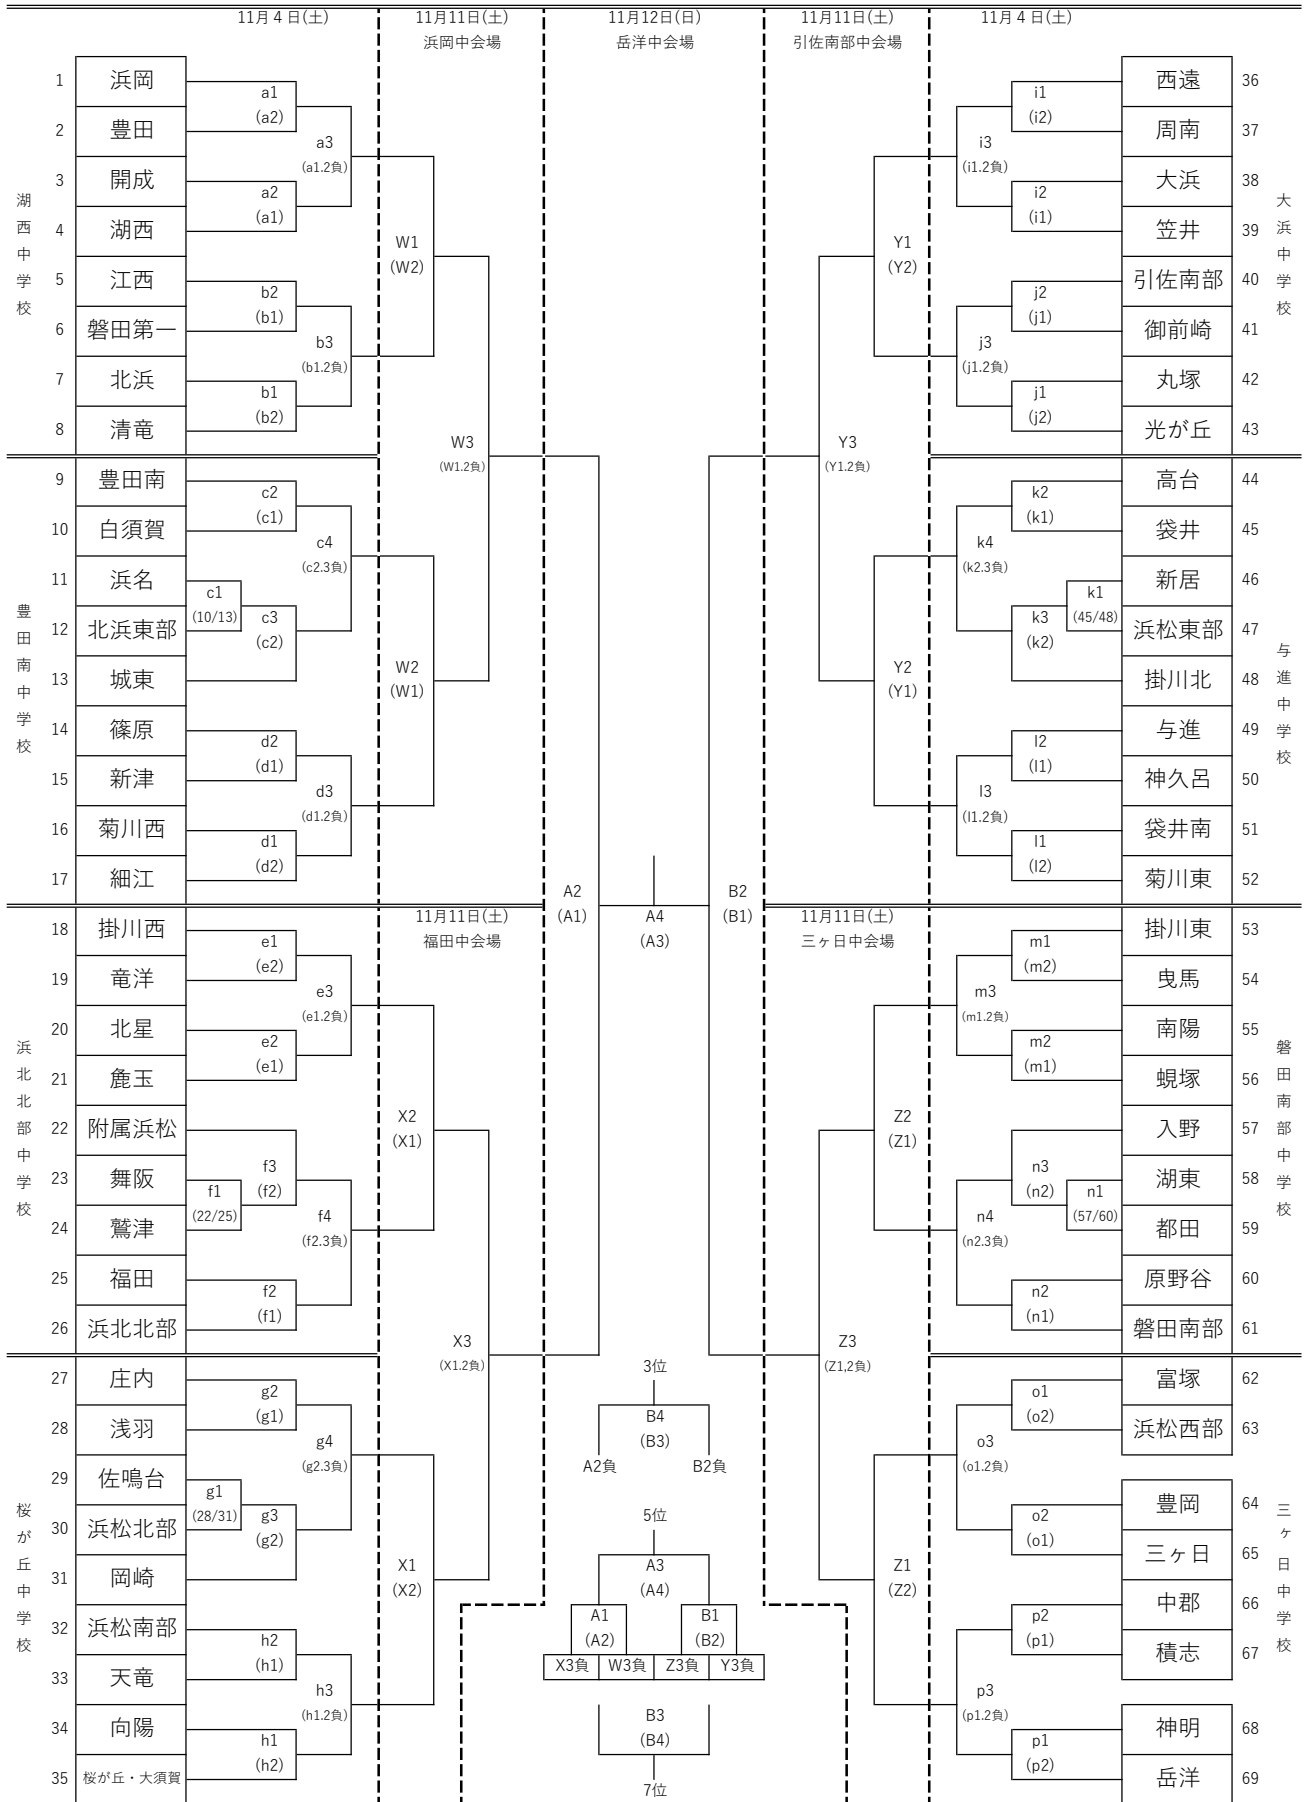 11月４日(土) 11月11日(土) 11月12日(日) 11月11日(土) 11月４日(土)
浜岡中会場 岳洋中会場 引佐南部中会場
湖西中学校
1 浜岡
2 豊田
3 開成
4 湖西
5 江西
6 磐田第一
7 北浜
8 清竜
a1
(a2)
a3
(a1.2負)
a2
(a1)
b2
(b1)
b3
(b1.2負)
b1
(b2)
W1
(W2)
豊田南中学校
9 豊田南
10 白須賀
11 浜名
12 北浜東部
13 城東
14 篠原
15 新津
16 菊川西
17 細江
c2
(c1)
c4
(c2.3負)
c1
(10/13)
c3
(c2)
d2
(d1)
d3
(d1.2負)
d1
(d2)
W3
(W1.2負)
W2
(W1)
浜北北部中学校
18 掛川西
19 竜洋
20 北星
21 麁玉
22 附属浜松
23 舞阪
24 鷲津
25 福田
26 浜北北部
11月11日(土)
福田中会場
e1
(e2)
e3
(e1.2負)
e2
(e1)
f3
(f2)
f1
(22/25)
f4
(f2.3負)
f2
(f1)
X2
(X1)
桜が丘中学校
27 庄内
28 浅羽
29 佐鳴台
30 浜松北部
31 岡崎
32 浜松南部
33 天竜
34 向陽
35 桜が丘・大須賀
g2
(g1)
g4
(g2.3負)
g1
(28/31)
g3
(g2)
h2
(h1)
h3
(h1.2負)
h1
(h2)
X3
(X1.2負)
X1
(X2)
A2
(A1)
A4
(A3)
B2
(B1)
3位
B4
(B3)
A2負 B2負
5位
A3
(A4)
A1 B1
(A2) (B2)
X3負 W3負 Z3負 Y3負
B3
(B4)
7位
大浜中学校
西遠 36
周南 37
大浜 38
笠井 39
引佐南部 40
御前崎 41
丸塚 42
光が丘 43
i1
(i2)
i3
(i1.2負)
i2
(i1)
j2
(j1)
j3
(j1.2負)
j1
(j2)
Y1
(Y2)
与進中学校
高台 44
袋井 45
新居 46
浜松東部 47
掛川北 48
与進 49
神久呂 50
袋井南 51
菊川東 52
k2
(k1)
k4
(k2.3負)
k1
(45/48)
k3
(k2)
l2
(l1)
l3
(l1.2負)
l1
(l2)
Y3
(Y1.2負)
Y2
(Y1)
磐田南部中学校
掛川東 53
曳馬 54
南陽 55
蜆塚 56
入野 57
湖東 58
都田 59
原野谷 60
磐田南部 61
11月11日(土)
三ヶ日中会場
m1
(m2)
m3
(m1.2負)
m2
(m1)
n3
(n2)
n1
(57/60)
n4
(n2.3負)
n2
(n1)
Z2
(Z1)
三ヶ日中学校
富塚 62
浜松西部 63
豊岡 64
三ヶ日 65
中郡 66
積志 67
神明 68
岳洋 69
o1
(o2)
o3
(o1.2負)
o2
(o1)
p2
(p1)
p3
(p1.2負)
p1
(p2)
Z3
(Z1,2負)
Z1
(Z2)